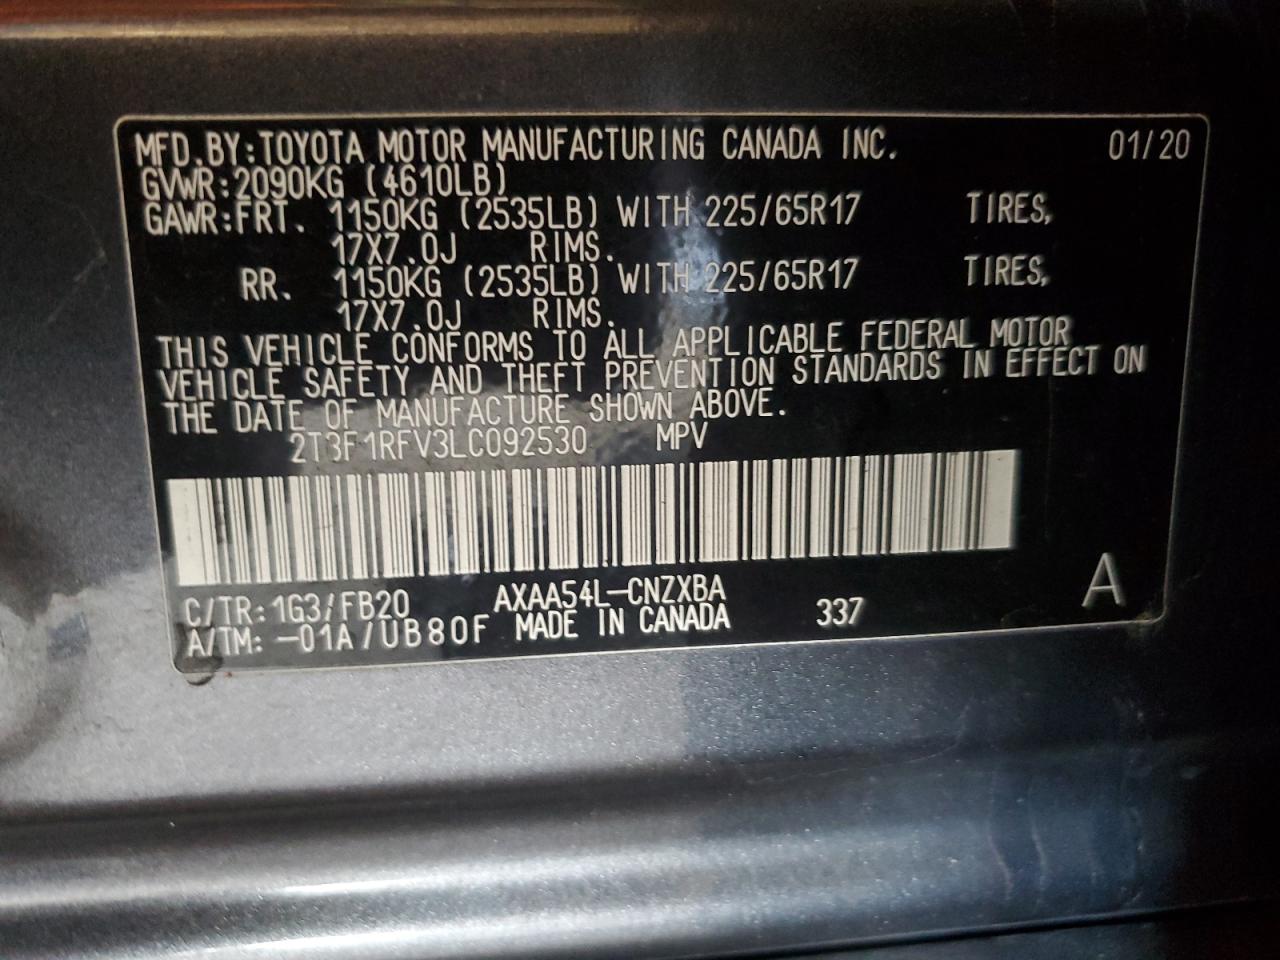 MFD.BY:TOYOTA MOTOR MANUFACTURING CANADA INC. 01/20
GVWR:2090KG (4610LB)
GAWR:FRT. 1150KG (2535LB) WITH 225/65R17 TIRES,
17X7.0J RIMS.
RR. 1150KG (2535LB) WITH 225/65R17 TIRES,
17X7.0J RIMS.
THIS VEHICLE CONFORMS TO ALL APPLICABLE FEDERAL MOTOR
VEHICLE SAFETY AND THEFT PREVENTION STANDARDS IN EFFECT ON
THE DATE OF MANUFACTURE SHOWN ABOVE.
2T3F1RFV3LC092530 MPV
C/TR:1G3/FB20 AXAA54L-CNZXBA A
A/TM:-01A/UB80F MADE IN CANADA 337